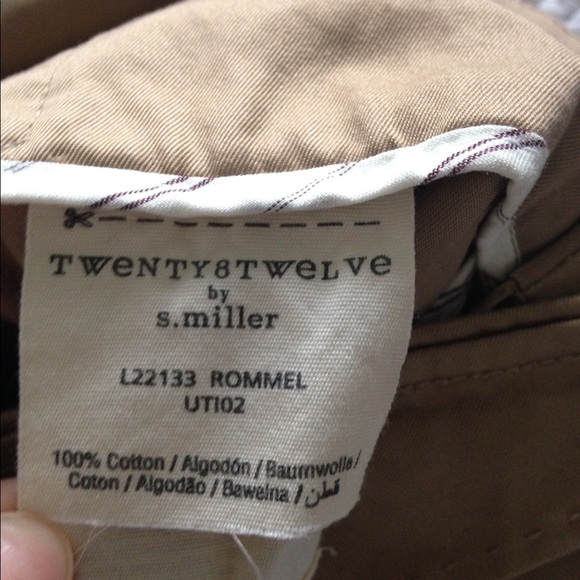 TWENTY8TWELVE
by
s.miller
L22133 ROMMEL
UTI02
100% Cotton / Algodón / Baumwolle /
Coton / Algodão / Bawełna / قطن